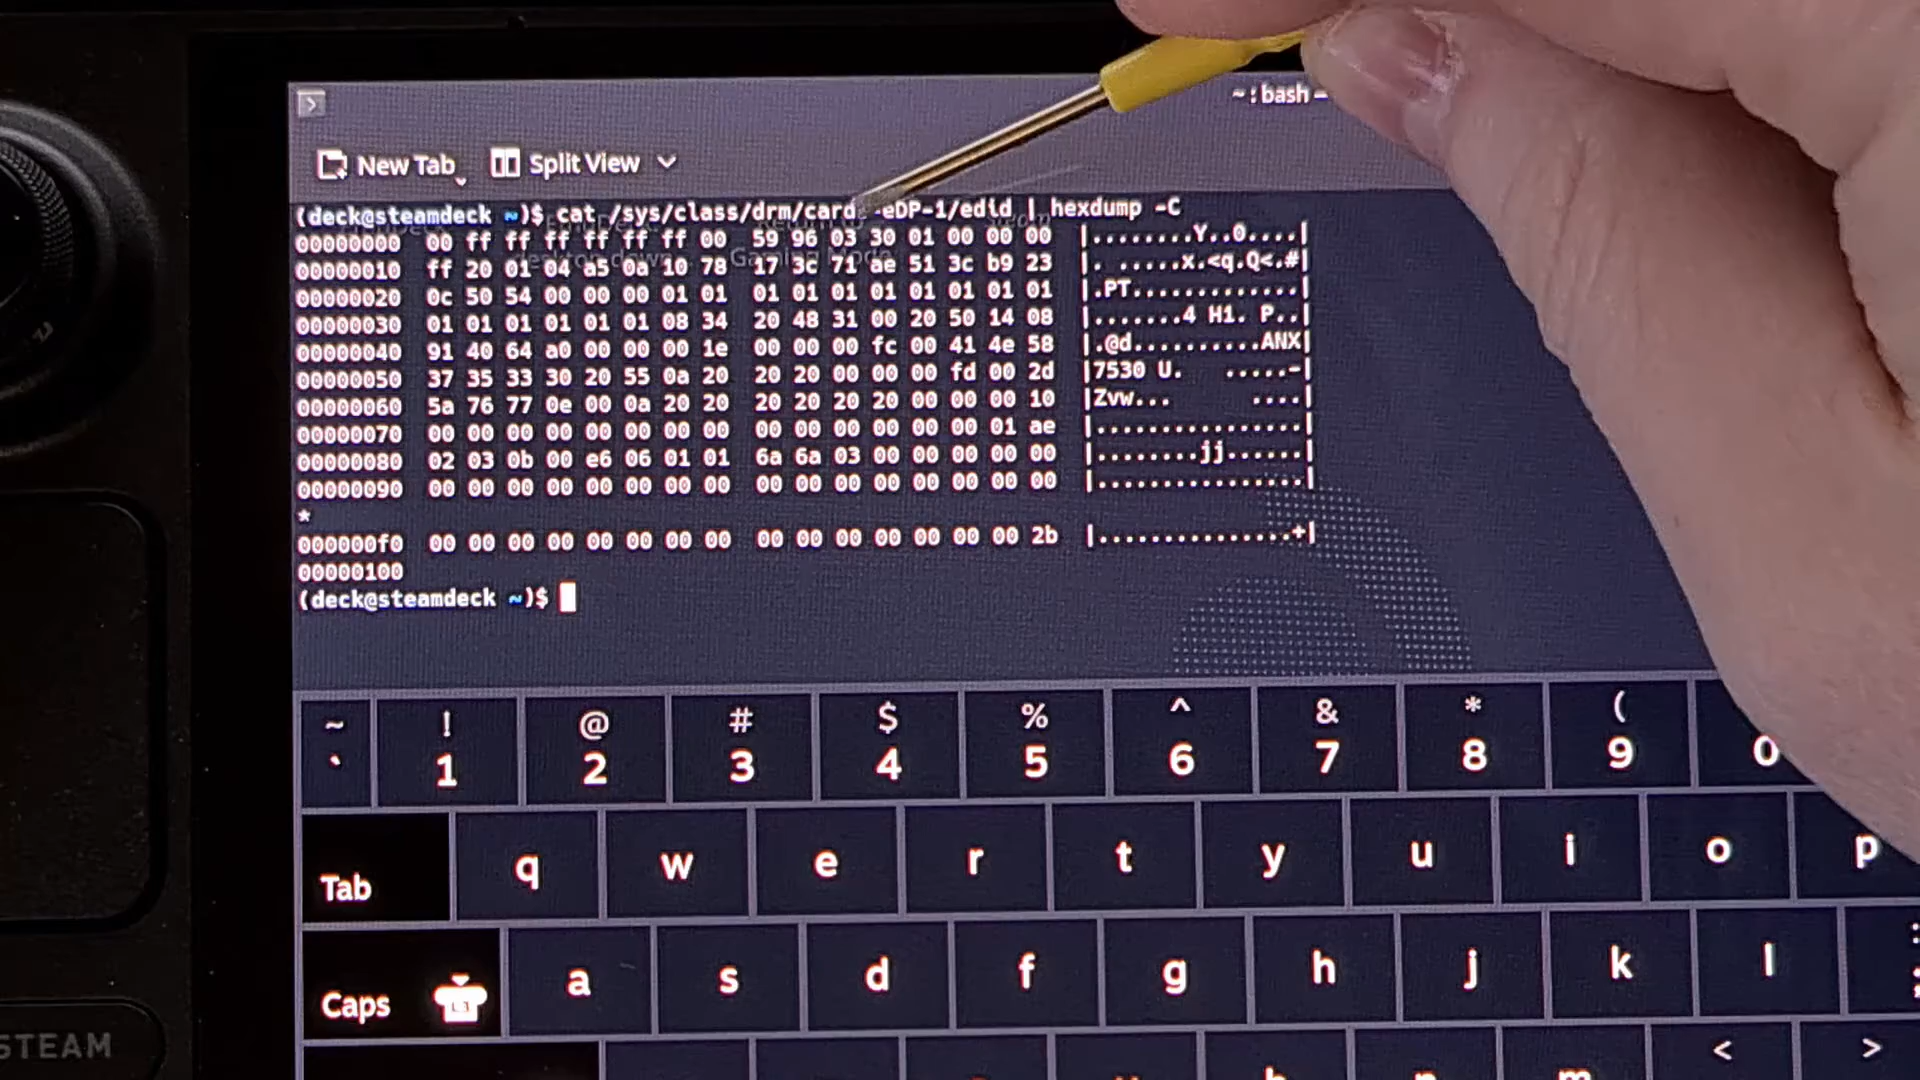 ~ : bash —
New Tab Split View
(deck@steamdeck ~)$ cat /sys/class/drm/card -eDP-1/edid | hexdump -C
00000000 00 ff ff ff ff ff ff 00 59 96 03 30 01 00 00 00 |........Y..0....|
00000010 ff 20 01 04 a5 0a 10 78 17 3c 71 ae 51 3c b9 23 |. .....x.<q.Q<.#|
00000020 0c 50 54 00 00 00 01 01 01 01 01 01 01 01 01 01 |.PT.............|
00000030 01 01 01 01 01 01 08 34 20 48 31 00 20 50 14 08 |.......4 H1. P..|
00000040 91 40 64 a0 00 00 00 1e 00 00 00 fc 00 41 4e 58 |.@d..........ANX|
00000050 37 35 33 30 20 55 0a 20 20 20 00 00 00 fd 00 2d |7530 U.   .....-|
00000060 5a 76 77 0e 00 0a 20 20 20 20 20 20 00 00 00 10 |Zvw...      ....|
00000070 00 00 00 00 00 00 00 00 00 00 00 00 00 00 01 ae |................|
00000080 02 03 0b 00 e6 06 01 01 6a 6a 03 00 00 00 00 00 |........jj......|
00000090 00 00 00 00 00 00 00 00 00 00 00 00 00 00 00 00 |................|
*
000000f0 00 00 00 00 00 00 00 00 00 00 00 00 00 00 00 2b |...............+|
00000100
(deck@steamdeck ~)$
~ ! @ # $ % ^ & * (
` 1 2 3 4 5 6 7 8 9 0
Tab q w e r t y u i o p
Caps L3 a s d f g h j k l
< >
STEAM